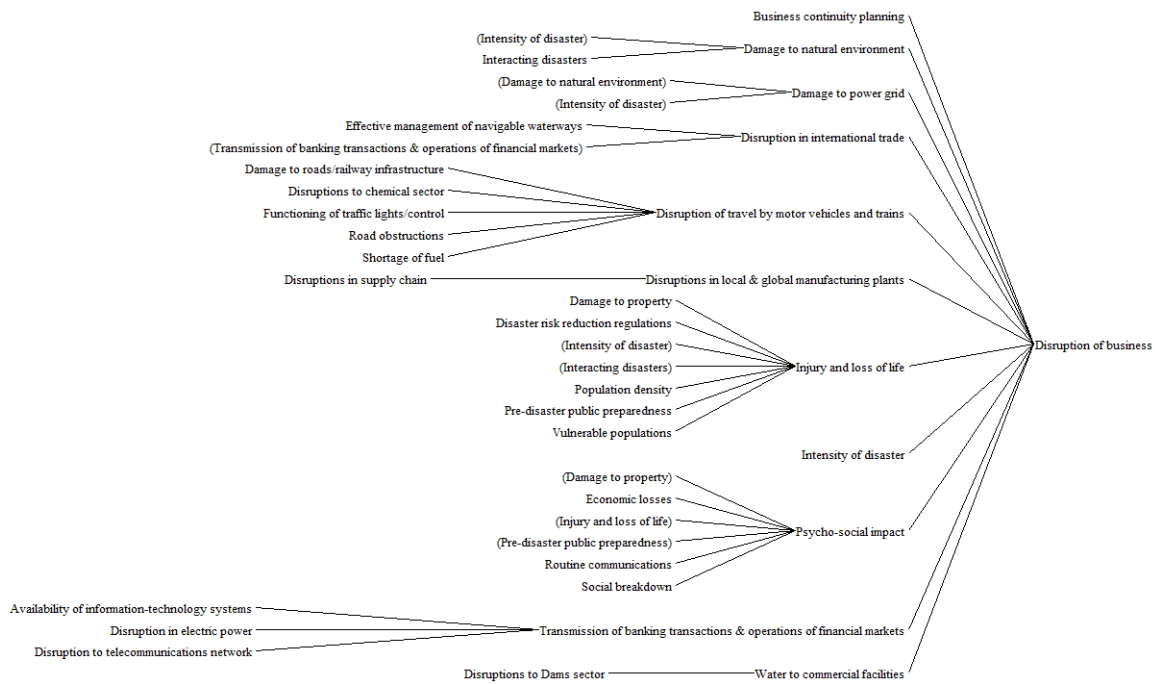 Business continuity planning
(Intensity of disaster)
Interacting disasters
Damage to natural environment
(Damage to natural environment)
(Intensity of disaster)
Damage to power grid
Effective management of navigable waterways
(Transmission of banking transactions & operations of financial markets)
Disruption in international trade
Damage to roads/railway infrastructure
Disruptions to chemical sector
Functioning of traffic lights/control
Road obstructions
Shortage of fuel
Disruption of travel by motor vehicles and trains
Disruptions in supply chain
Disruptions in local & global manufacturing plants
Damage to property
Disaster risk reduction regulations
(Intensity of disaster)
(Interacting disasters)
Population density
Pre-disaster public preparedness
Vulnerable populations
Injury and loss of life
Disruption of business
Intensity of disaster
(Damage to property)
Economic losses
(Injury and loss of life)
(Pre-disaster public preparedness)
Routine communications
Social breakdown
Psycho-social impact
Availability of information-technology systems
Disruption in electric power
Disruption to telecommunications network
Transmission of banking transactions & operations of financial markets
Disruptions to Dams sector
Water to commercial facilities